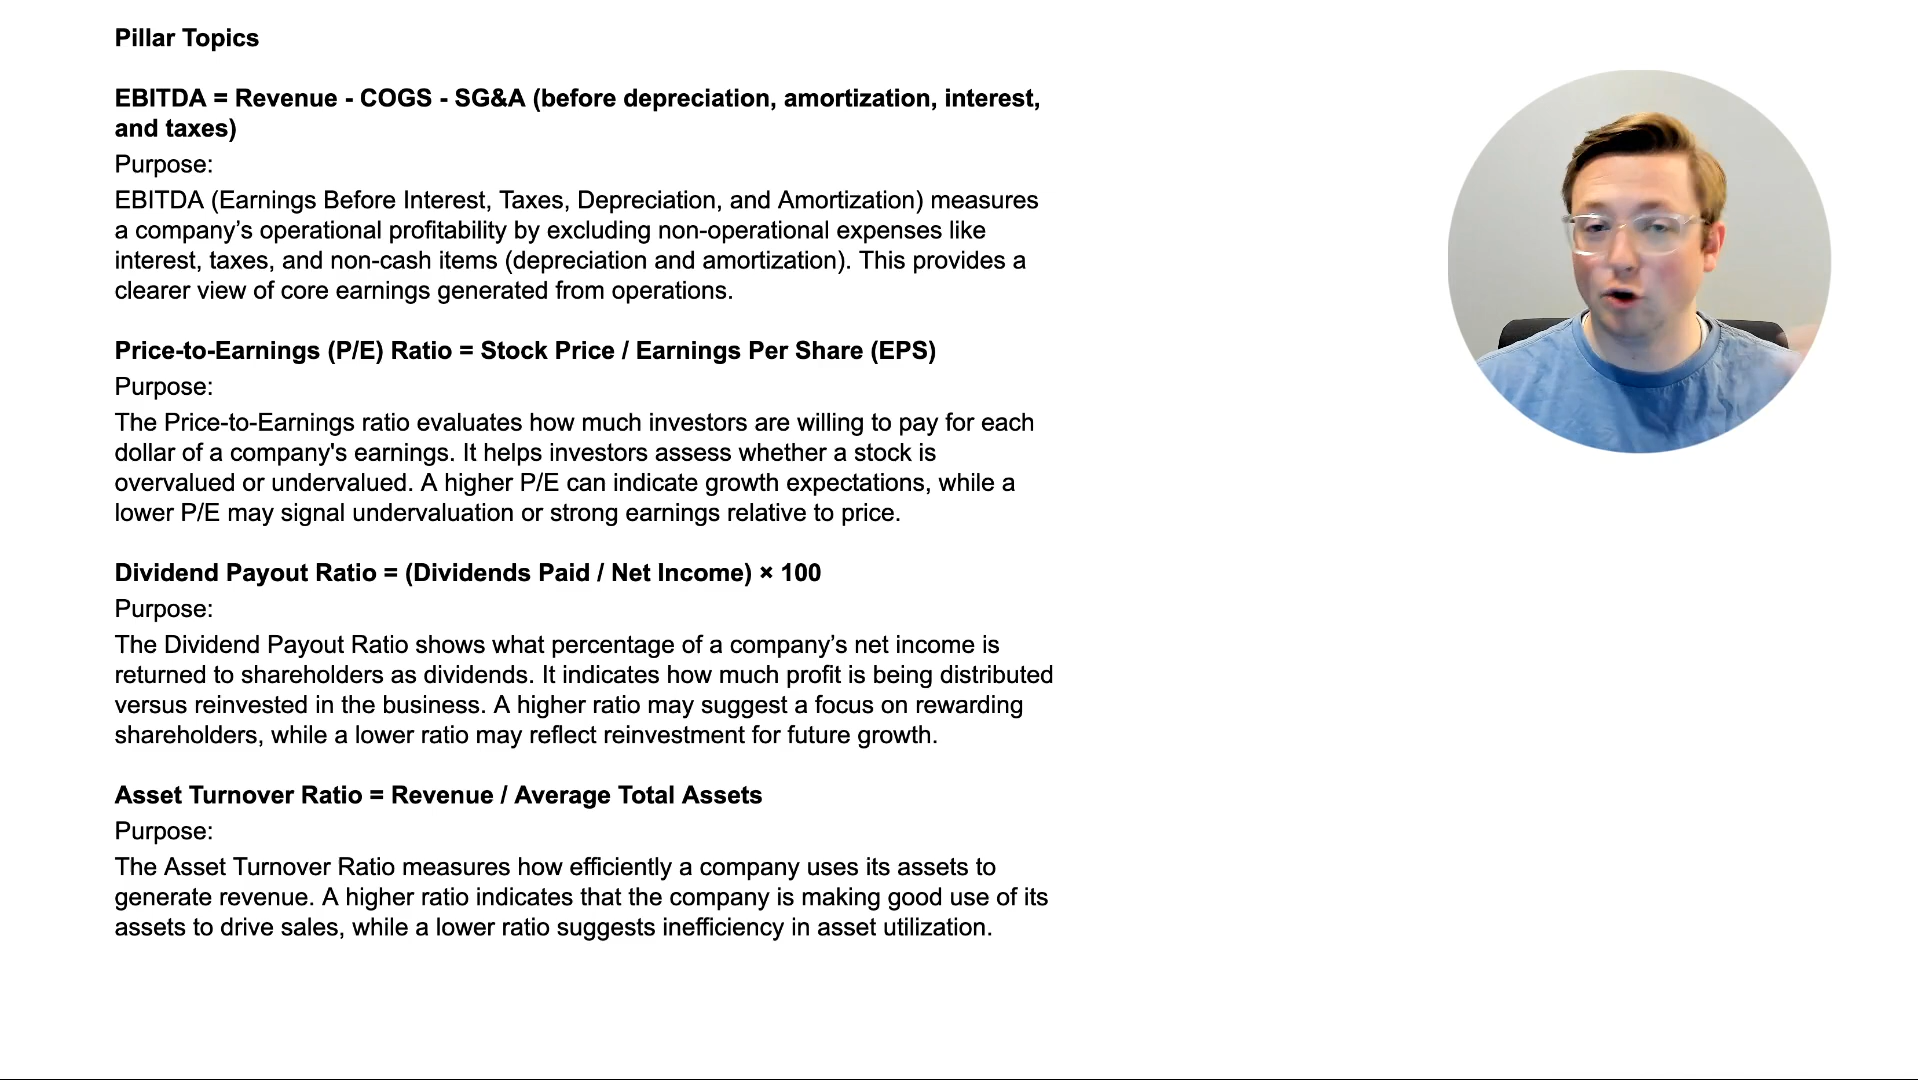 Pillar Topics
EBITDA = Revenue - COGS - SG&A (before depreciation, amortization, interest,
and taxes)
Purpose:
EBITDA (Earnings Before Interest, Taxes, Depreciation, and Amortization) measures
a company’s operational profitability by excluding non-operational expenses like
interest, taxes, and non-cash items (depreciation and amortization). This provides a
clearer view of core earnings generated from operations.
Price-to-Earnings (P/E) Ratio = Stock Price / Earnings Per Share (EPS)
Purpose:
The Price-to-Earnings ratio evaluates how much investors are willing to pay for each
dollar of a company's earnings. It helps investors assess whether a stock is
overvalued or undervalued. A higher P/E can indicate growth expectations, while a
lower P/E may signal undervaluation or strong earnings relative to price.
Dividend Payout Ratio = (Dividends Paid / Net Income) × 100
Purpose:
The Dividend Payout Ratio shows what percentage of a company’s net income is
returned to shareholders as dividends. It indicates how much profit is being distributed
versus reinvested in the business. A higher ratio may suggest a focus on rewarding
shareholders, while a lower ratio may reflect reinvestment for future growth.
Asset Turnover Ratio = Revenue / Average Total Assets
Purpose:
The Asset Turnover Ratio measures how efficiently a company uses its assets to
generate revenue. A higher ratio indicates that the company is making good use of its
assets to drive sales, while a lower ratio suggests inefficiency in asset utilization.